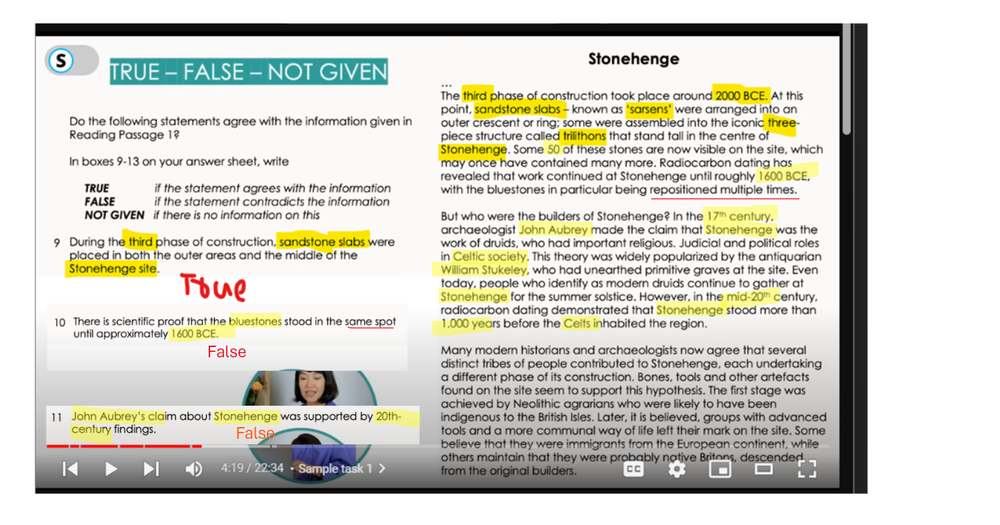 S
TRUE – FALSE – NOT GIVEN
Do the following statements agree with the information given in
Reading Passage 1?
In boxes 9-13 on your answer sheet, write
TRUE if the statement agrees with the information
FALSE if the statement contradicts the information
NOT GIVEN if there is no information on this
9 During the third phase of construction, sandstone slabs were
placed in both the outer areas and the middle of the
Stonehenge site.
True
10 There is scientific proof that the bluestones stood in the same spot
until approximately 1600 BCE.
False
11 John Aubrey's claim about Stonehenge was supported by 20th-
century findings.
False
4:19 / 22:34 • Sample task 1 >
Stonehenge
...
The third phase of construction took place around 2000 BCE. At this
point, sandstone slabs – known as 'sarsens' were arranged into an
outer crescent or ring; some were assembled into the iconic three-
piece structure called trilithons that stand tall in the centre of
Stonehenge. Some 50 of these stones are now visible on the site, which
may once have contained many more. Radiocarbon dating has
revealed that work continued at Stonehenge until roughly 1600 BCE,
with the bluestones in particular being repositioned multiple times.
But who were the builders of Stonehenge? In the 17th century,
archaeologist John Aubrey made the claim that Stonehenge was the
work of druids, who had important religious. Judicial and political roles
in Celtic society. This theory was widely popularized by the antiquarian
William Stukeley, who had unearthed primitive graves at the site. Even
today, people who identify as modern druids continue to gather at
Stonehenge for the summer solstice. However, in the mid-20th century,
radiocarbon dating demonstrated that Stonehenge stood more than
1,000 years before the Celts inhabited the region.
Many modern historians and archaeologists now agree that several
distinct tribes of people contributed to Stonehenge, each undertaking
a different phase of its construction. Bones, tools and other artefacts
found on the site seem to support this hypothesis. The first stage was
achieved by Neolithic agrarians who were likely to have been
indigenous to the British Isles. Later, it is believed, groups with advanced
tools and a more communal way of life left their mark on the site. Some
believe that they were immigrants from the European continent, while
others maintain that they were probably native Britons, descended
from the original builders.
CC